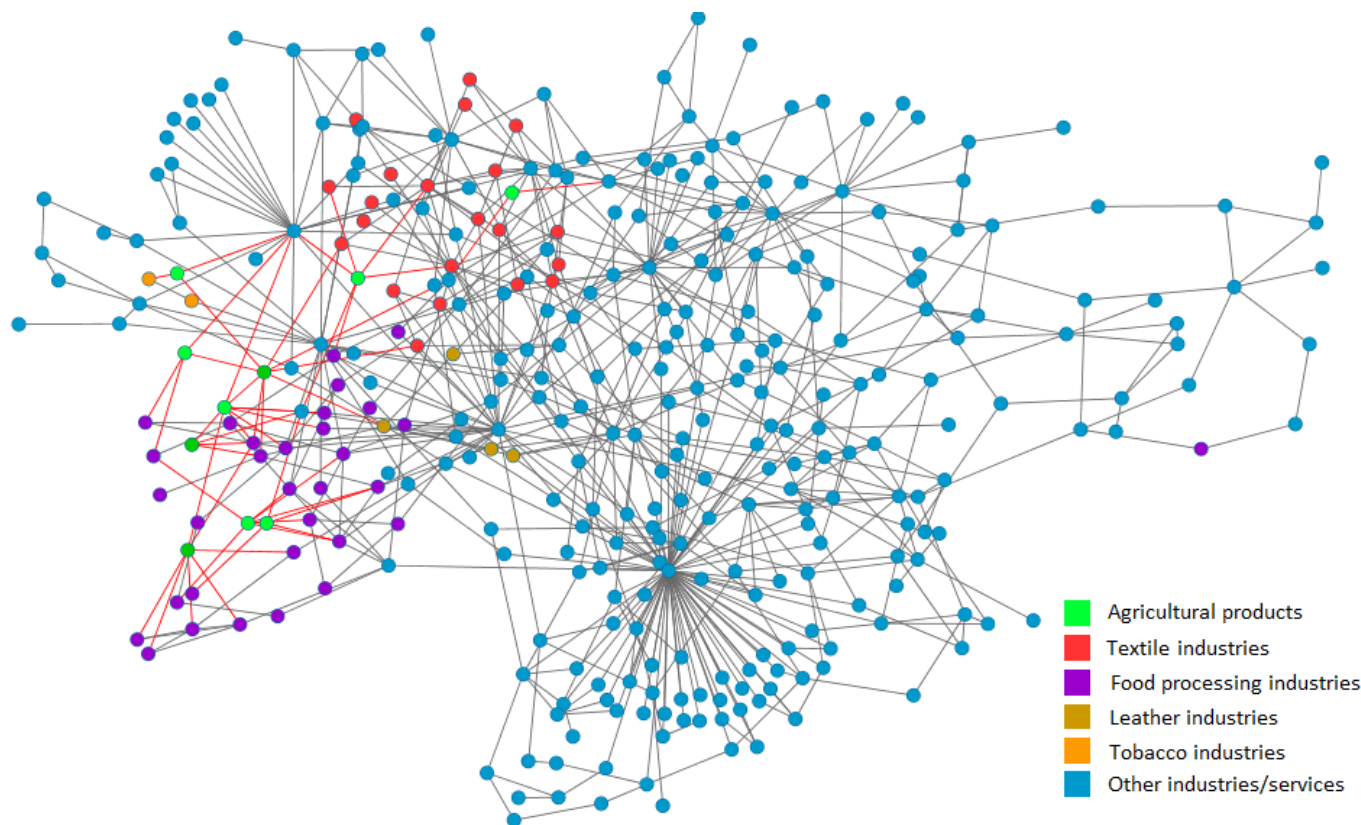 Agricultural products
Textile industries
Food processing industries
Leather industries
Tobacco industries
Other industries/services